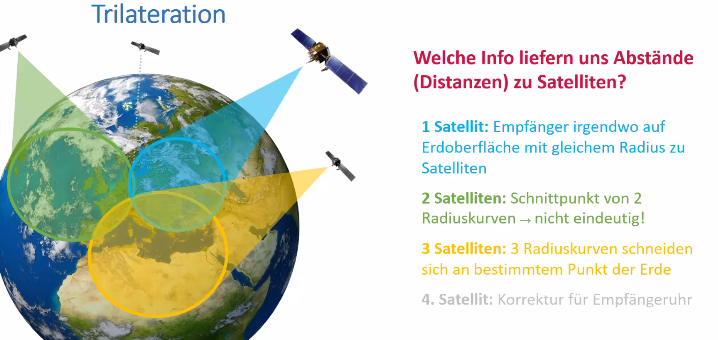 Trilateration
Welche Info liefern uns Abstände
(Distanzen) zu Satelliten?
1 Satellit: Empfänger irgendwo auf
Erdoberfläche mit gleichem Radius zu
Satelliten
2 Satelliten: Schnittpunkt von 2
Radiuskurven → nicht eindeutig!
3 Satelliten: 3 Radiuskurven schneiden
sich an bestimmtem Punkt der Erde
4. Satellit: Korrektur für Empfängeruhr